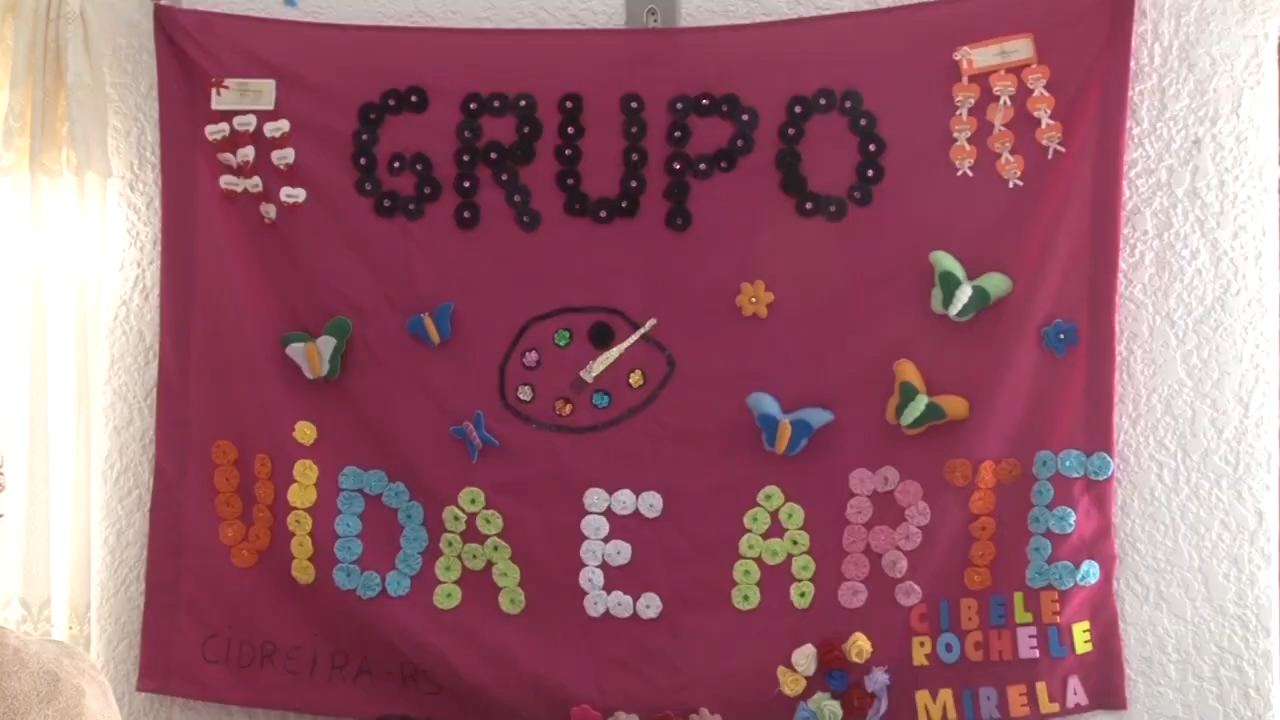 GRUPO
ViDA E ARTE
CiDREiRA-RS
CIBELE
ROCHELE
MIRELA